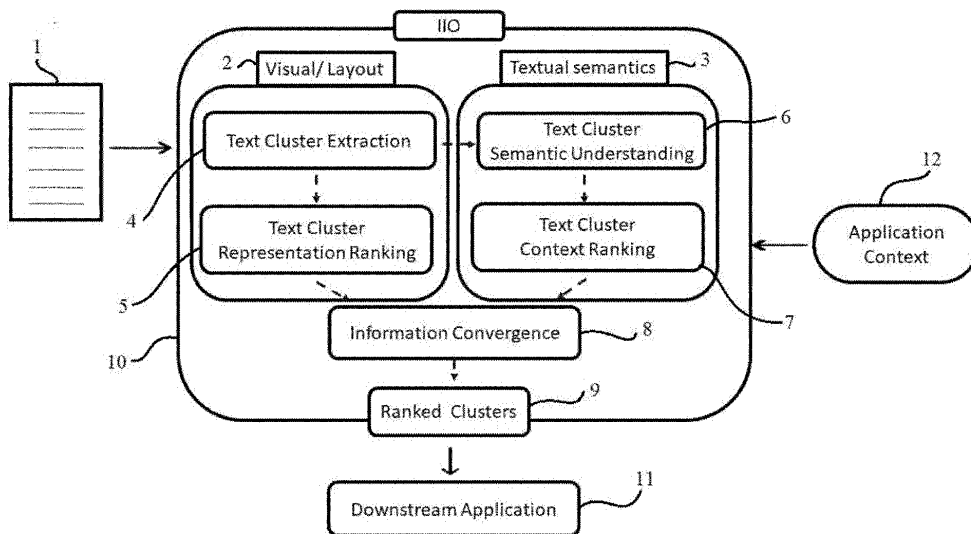 IIO
1
2
Visual/ Layout
Textual semantics
3
Text Cluster Extraction
Text Cluster
Semantic Understanding
6
4
12
Text Cluster
Representation Ranking
Text Cluster
Context Ranking
Application
Context
5
7
Information Convergence
8
10
Ranked Clusters
9
11
Downstream Application